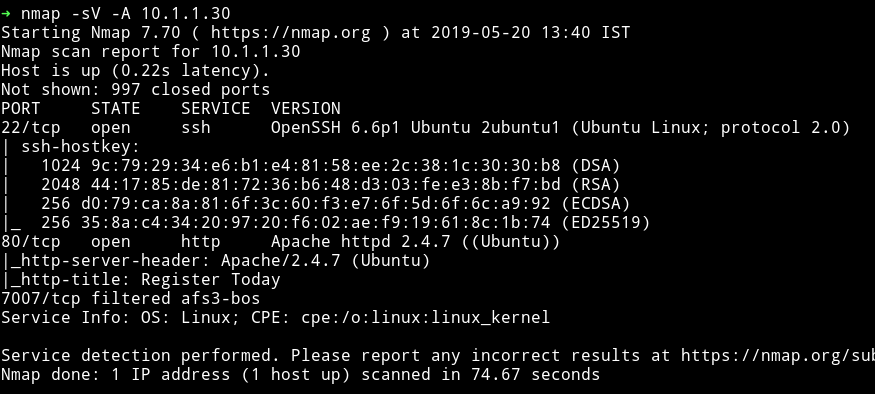 ➜ nmap -sV -A 10.1.1.30
Starting Nmap 7.70 ( https://nmap.org ) at 2019-05-20 13:40 IST
Nmap scan report for 10.1.1.30
Host is up (0.22s latency).
Not shown: 997 closed ports
PORT     STATE    SERVICE  VERSION
22/tcp   open     ssh      OpenSSH 6.6p1 Ubuntu 2ubuntu1 (Ubuntu Linux; protocol 2.0)
| ssh-hostkey:
|   1024 9c:79:29:34:e6:b1:e4:81:58:ee:2c:38:1c:30:30:b8 (DSA)
|   2048 44:17:85:de:81:72:36:b6:48:d3:03:fe:e3:8b:f7:bd (RSA)
|   256 d0:79:ca:8a:81:6f:3c:60:f3:e7:6f:5d:6f:6c:a9:92 (ECDSA)
|_  256 35:8a:c4:34:20:97:20:f6:02:ae:f9:19:61:8c:1b:74 (ED25519)
80/tcp   open     http     Apache httpd 2.4.7 ((Ubuntu))
|_http-server-header: Apache/2.4.7 (Ubuntu)
|_http-title: Register Today
7007/tcp filtered afs3-bos
Service Info: OS: Linux; CPE: cpe:/o:linux:linux_kernel
Service detection performed. Please report any incorrect results at https://nmap.org/sub
Nmap done: 1 IP address (1 host up) scanned in 74.67 seconds